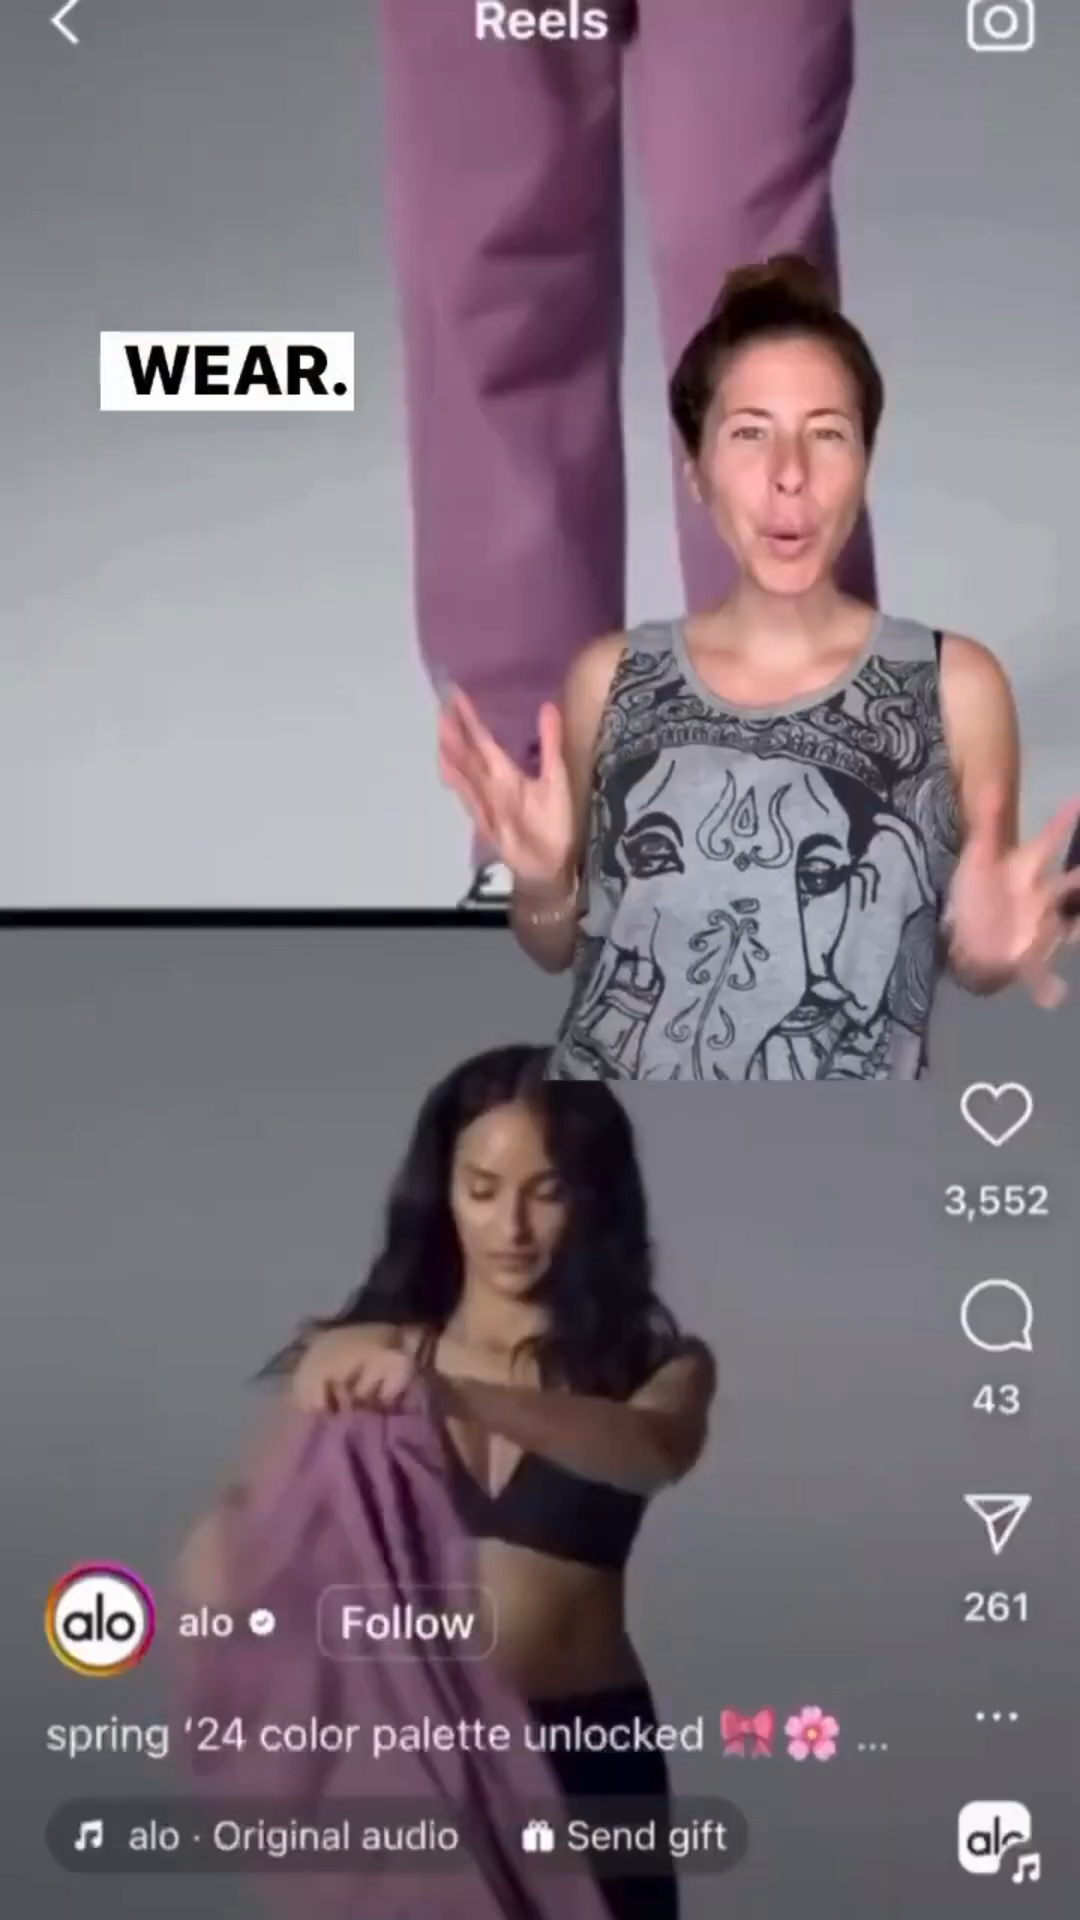 Reels
WEAR.
3,552
43
261
alo
alo
Follow
spring ‘24 color palette unlocked 🎀🌸 ...
alo · Original audio
Send gift
alo